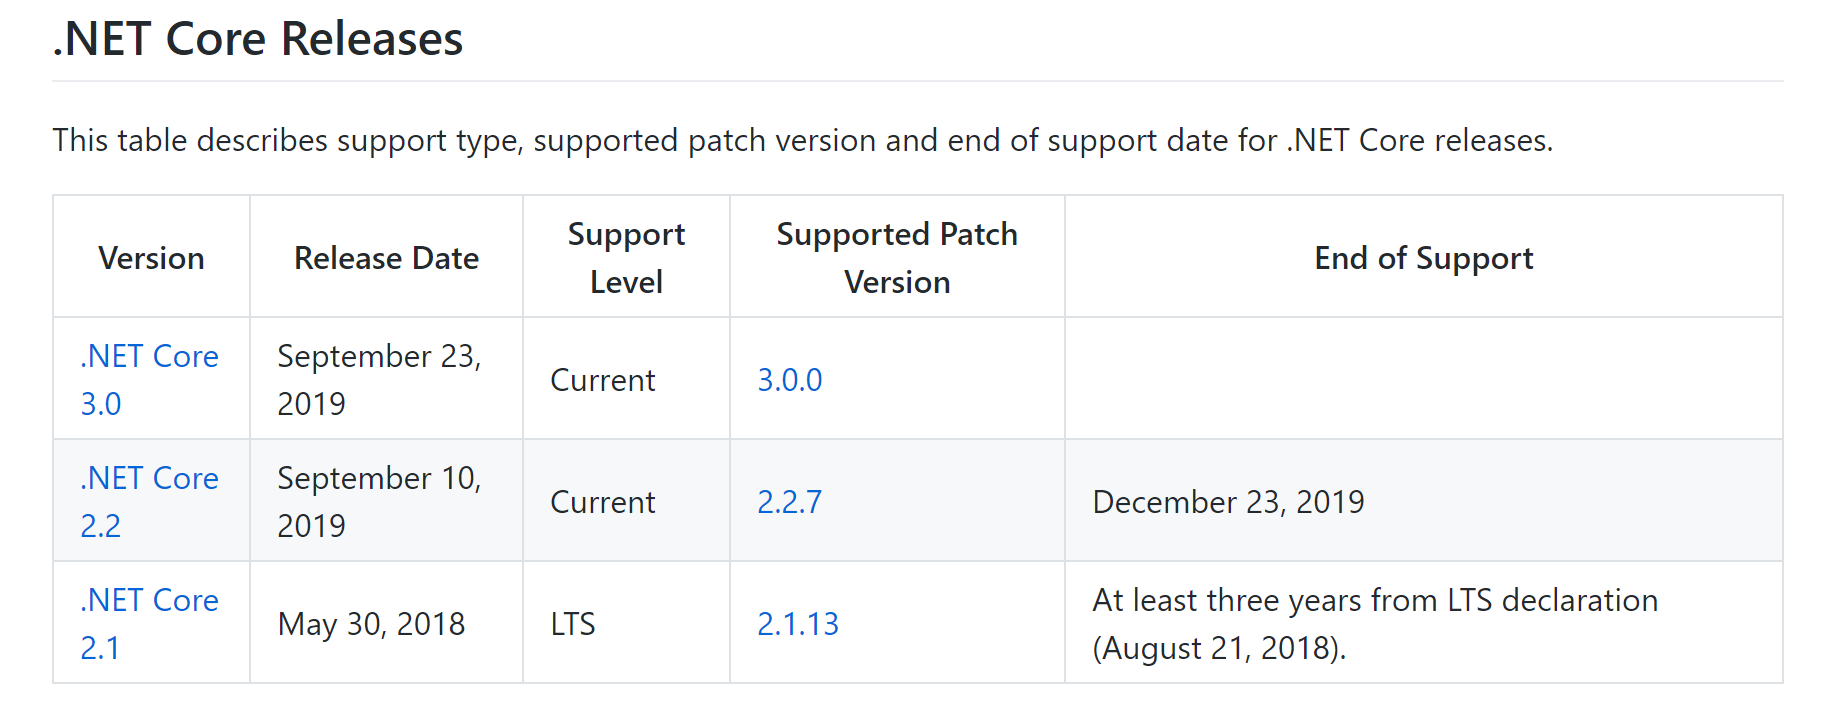 .NET Core Releases
This table describes support type, supported patch version and end of support date for .NET Core releases.
Version
Release Date
Support
Level
Supported Patch
Version
End of Support
.NET Core
3.0
September 23,
2019
Current
3.0.0
.NET Core
2.2
September 10,
2019
Current
2.2.7
December 23, 2019
.NET Core
2.1
May 30, 2018
LTS
2.1.13
At least three years from LTS declaration
(August 21, 2018).